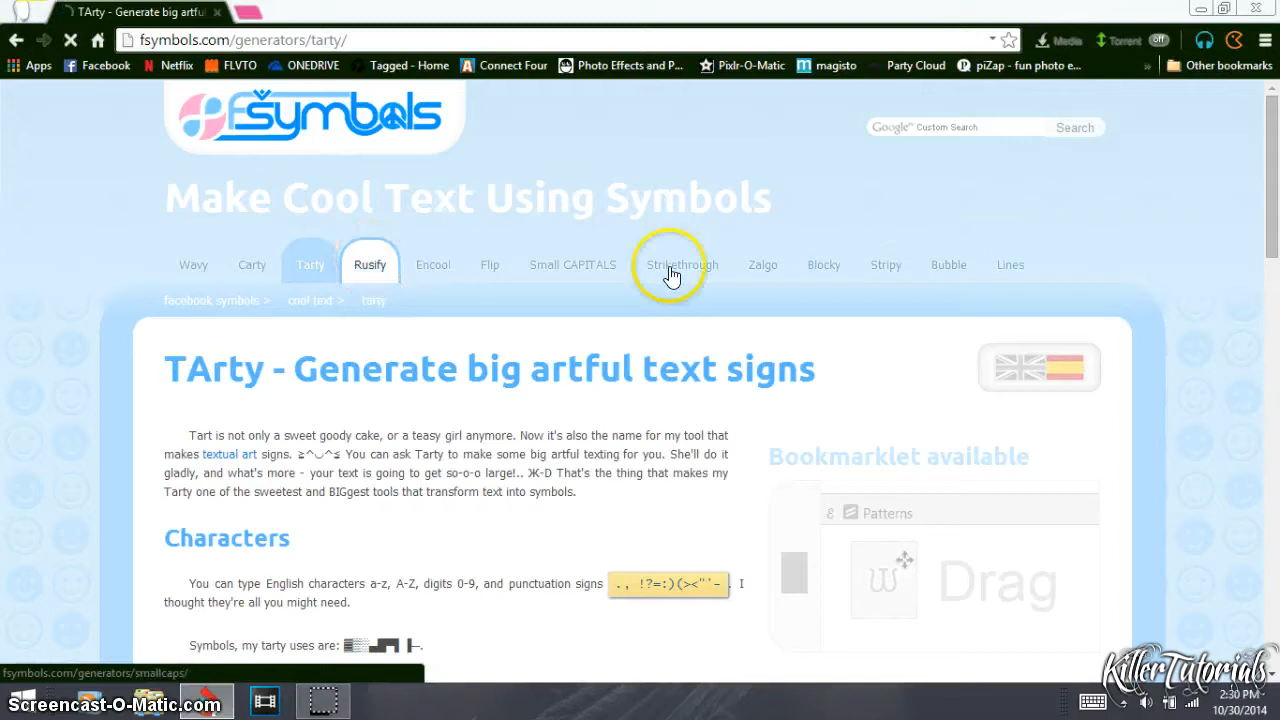 TArty - Generate big artful
fsymbols.com/generators/tarty/
Media
Torrent
off
Apps
Facebook
Netflix
FLVTO
ONEDRIVE
Tagged - Home
Connect Four
Photo Effects and P...
Pixlr-O-Matic
magisto
Party Cloud
piZap - fun photo e...
»
Other bookmarks
fsymbols
Google™ Custom Search
Search
Make Cool Text Using Symbols
Wavy
Carty
Tarty
Rusify
Encool
Flip
Small CAPITALS
Strikethrough
Zalgo
Blocky
Stripy
Bubble
Lines
facebook symbols >
cool text >
tarty
TArty - Generate big artful text signs
Tart is not only a sweet goody cake, or a teasy girl anymore. Now it's also the name for my tool that
makes textual art signs. ≥^◡^≤ You can ask Tarty to make some big artful texting for you. She'll do it
gladly, and what's more - your text is going to get so-o-o large!.. Ж-D That's the thing that makes my
Tarty one of the sweetest and BIGgest tools that transform text into symbols.
Bookmarklet available
Patterns
Drag
Characters
You can type English characters a-z, A-Z, digits 0-9, and punctuation signs ., !?=:)(><"'- . I
thought they're all you might need.
Symbols, my tarty uses are:
fsymbols.com/generators/smallcaps/
KillerTutorials
Screencast-O-Matic.com
2:30 PM
10/30/2014